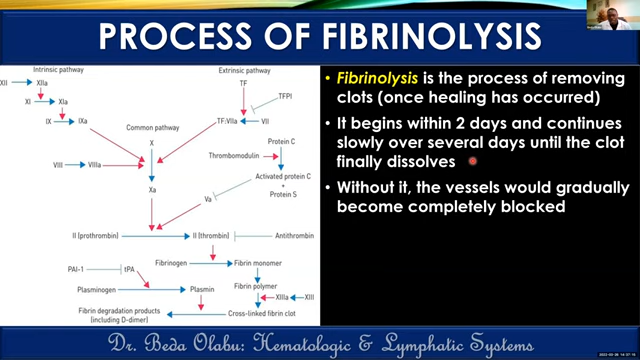 PROCESS OF FIBRINOLYSIS
Intrinsic pathway
Extrinsic pathway
XII
XIIa
TF
XI
XIa
TFPI
IX
IXa
TF:VIIa
VII
Common pathway
Protein C
X
Thrombomodulin
VIII
VIIIa
Activated protein C
+
Protein S
Xa
Va
II (prothrombin)
II (thrombin)
Antithrombin
Fibrinogen
Fibrin monomer
PAI-1
tPA
Fibrin polymer
Plasminogen
Plasmin
XIIIa
XIII
Fibrin degradation products
(including D-dimer)
Cross-linked fibrin clot
• Fibrinolysis is the process of removing
clots (once healing has occurred)
• It begins within 2 days and continues
slowly over several days until the clot
finally dissolves
• Without it, the vessels would gradually
become completely blocked
Dr. Beda Olabu: Hematologic & Lymphatic Systems